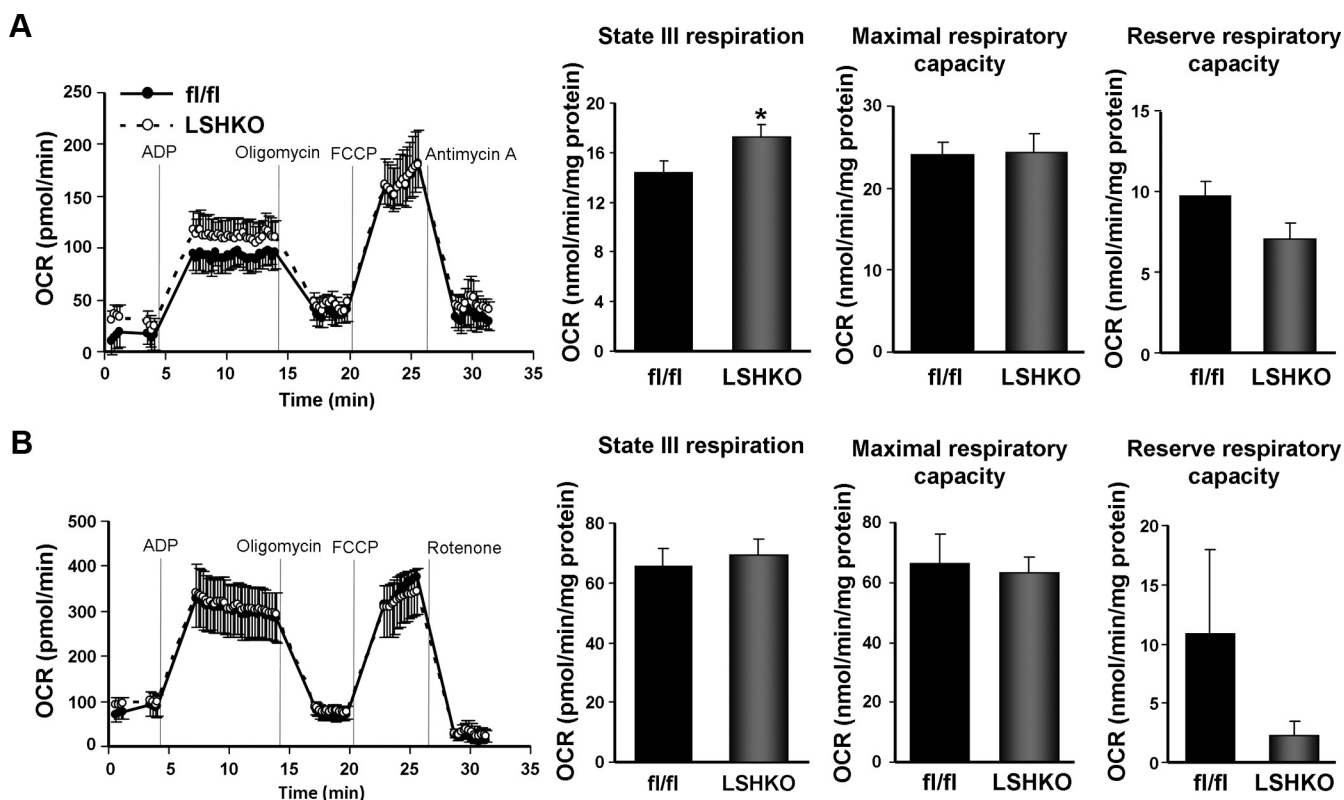 A
fl/fl
LSHKO
ADP
Oligomycin
FCCP
Antimycin A
OCR (pmol/min)
250
200
150
100
50
0
0 5 10 15 20 25 30 35
Time (min)
State III respiration
OCR (nmol/min/mg protein)
20
16
12
8
4
0
*
fl/fl LSHKO
Maximal respiratory
capacity
OCR (nmol/min/mg protein)
30
20
10
0
fl/fl LSHKO
Reserve respiratory
capacity
OCR (nmol/min/mg protein)
15
10
5
0
fl/fl LSHKO
B
ADP
Oligomycin
FCCP
Rotenone
OCR (pmol/min)
500
400
300
200
100
0
0 5 10 15 20 25 30 35
Time (min)
State III respiration
OCR (pmol/min/mg protein)
80
60
40
20
0
fl/fl LSHKO
Maximal respiratory
capacity
OCR (nmol/min/mg protein)
80
60
40
20
0
fl/fl LSHKO
Reserve respiratory
capacity
OCR (nmol/min/mg protein)
20
15
10
5
0
fl/fl LSHKO